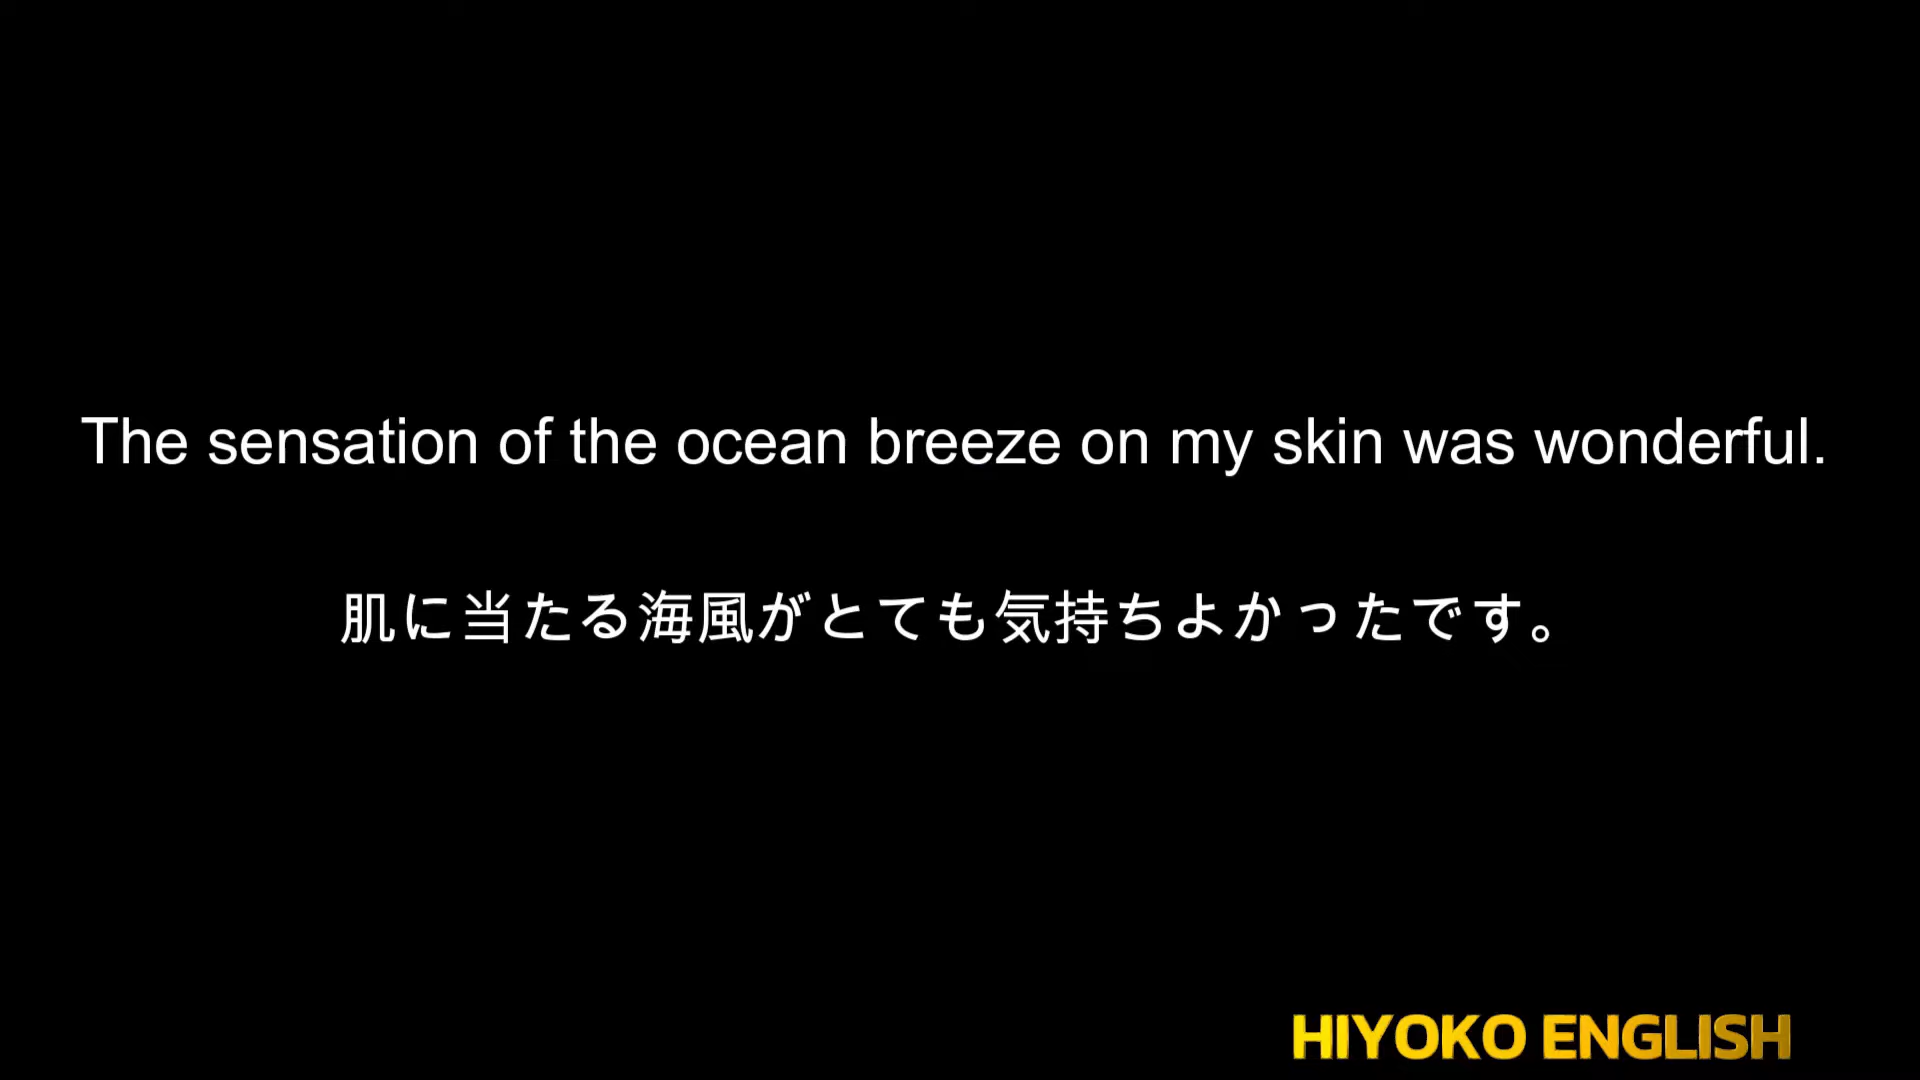 The sensation of the ocean breeze on my skin was wonderful.
肌に当たる海風がとても気持ちよかったです。
HIYOKO ENGLISH